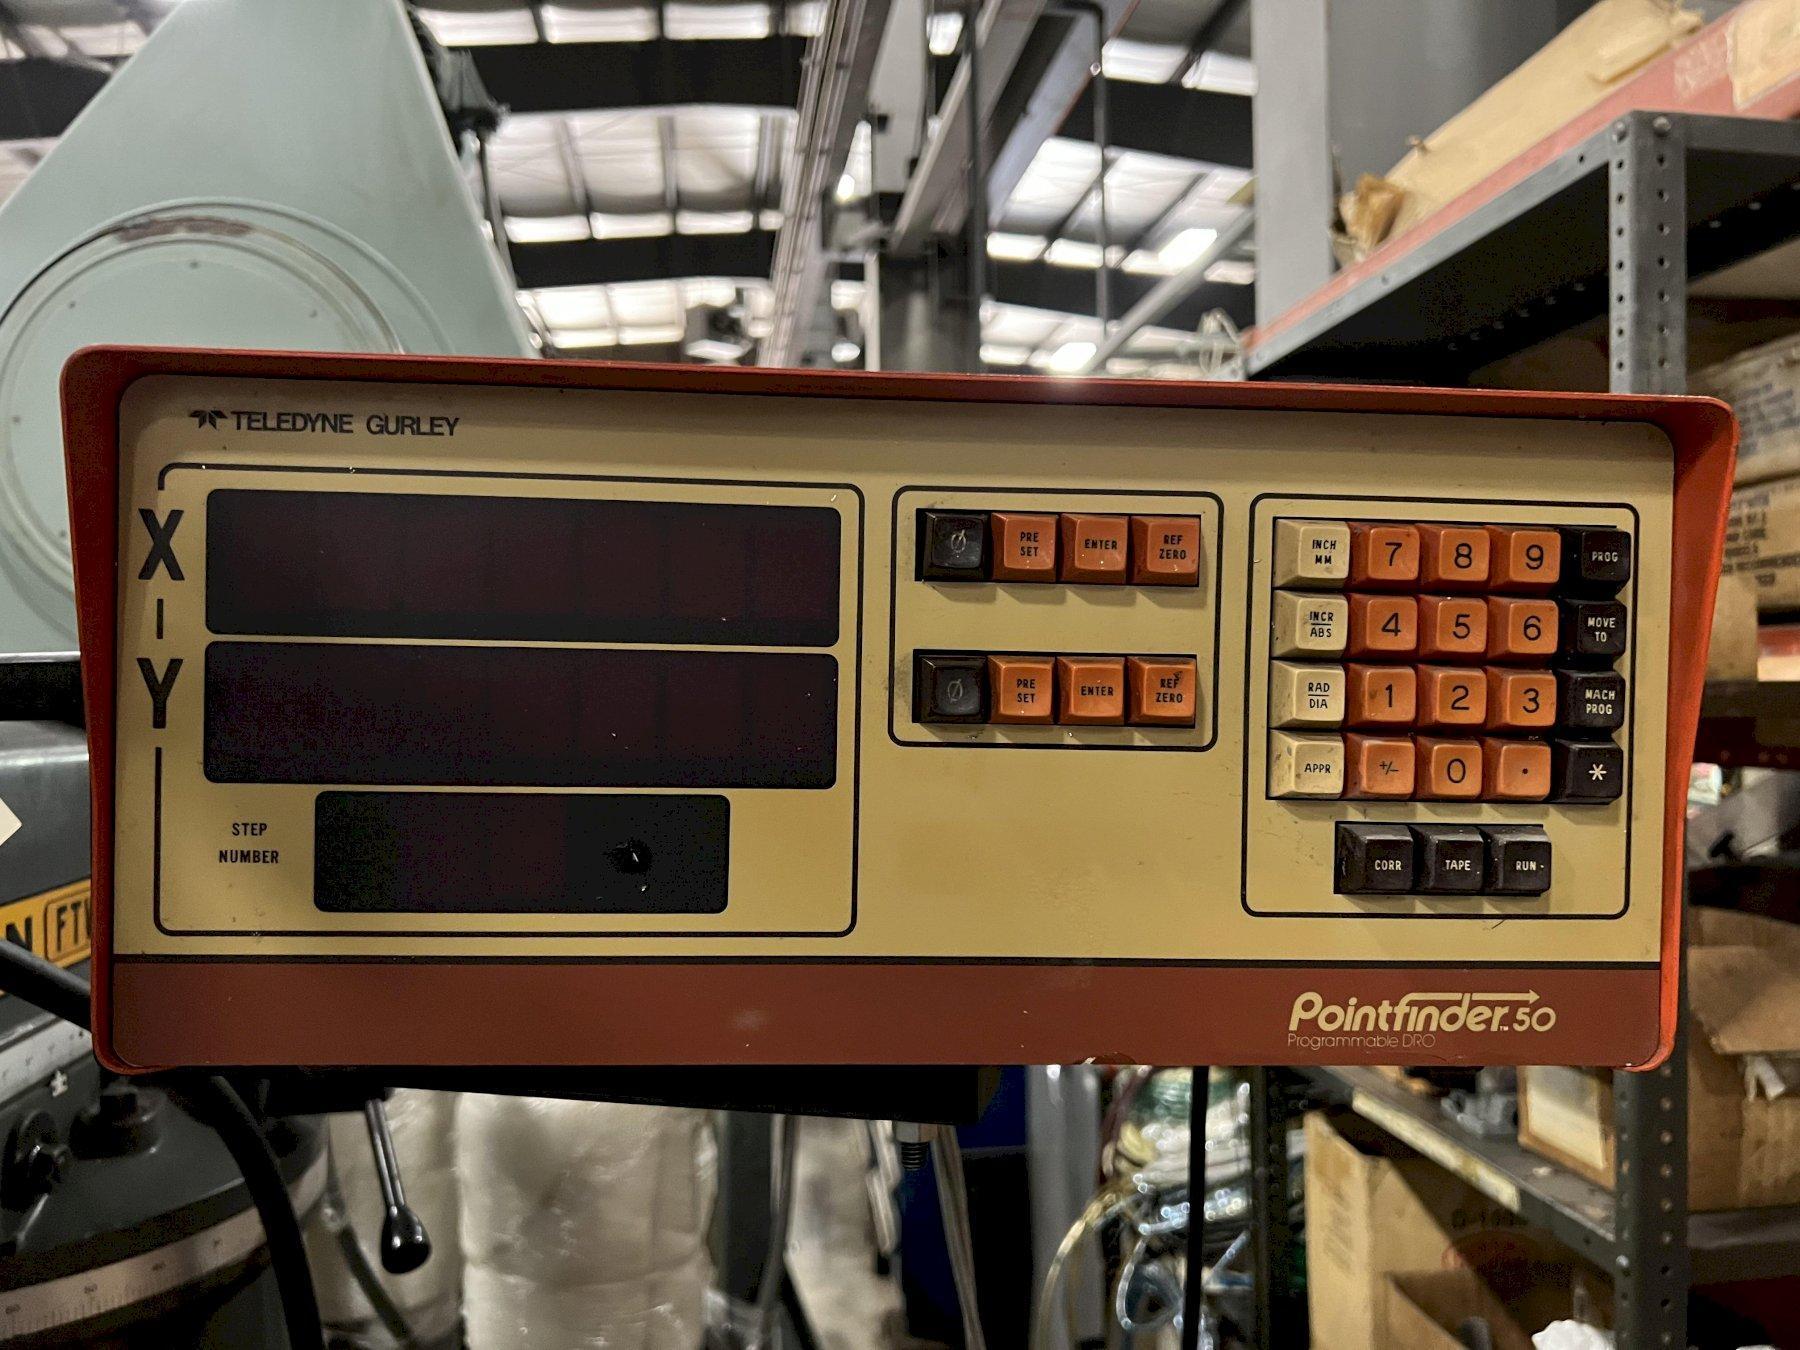 TELEDYNE GURLEY
X
Y
STEP
NUMBER
Ø
PRE
SET
ENTER
REF
ZERO
Ø
PRE
SET
ENTER
REF
ZERO
INCH
MM
7
8
9
PROG
INCR
ABS
4
5
6
MOVE
TO
RAD
DIA
1
2
3
MACH
PROG
APPR
+/-
0
.
*
CORR
TAPE
RUN
Pointfinder™ 50
Programmable DRO